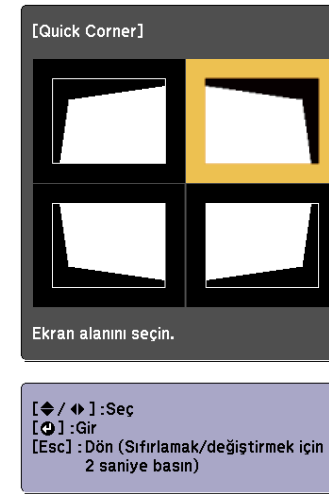 [Quick Corner]
Ekran alanını seçin.
[ / ] :Seç
[ ] :Gir
[Esc] : Dön (Sıfırlamak/değiştirmek için
2 saniye basın)